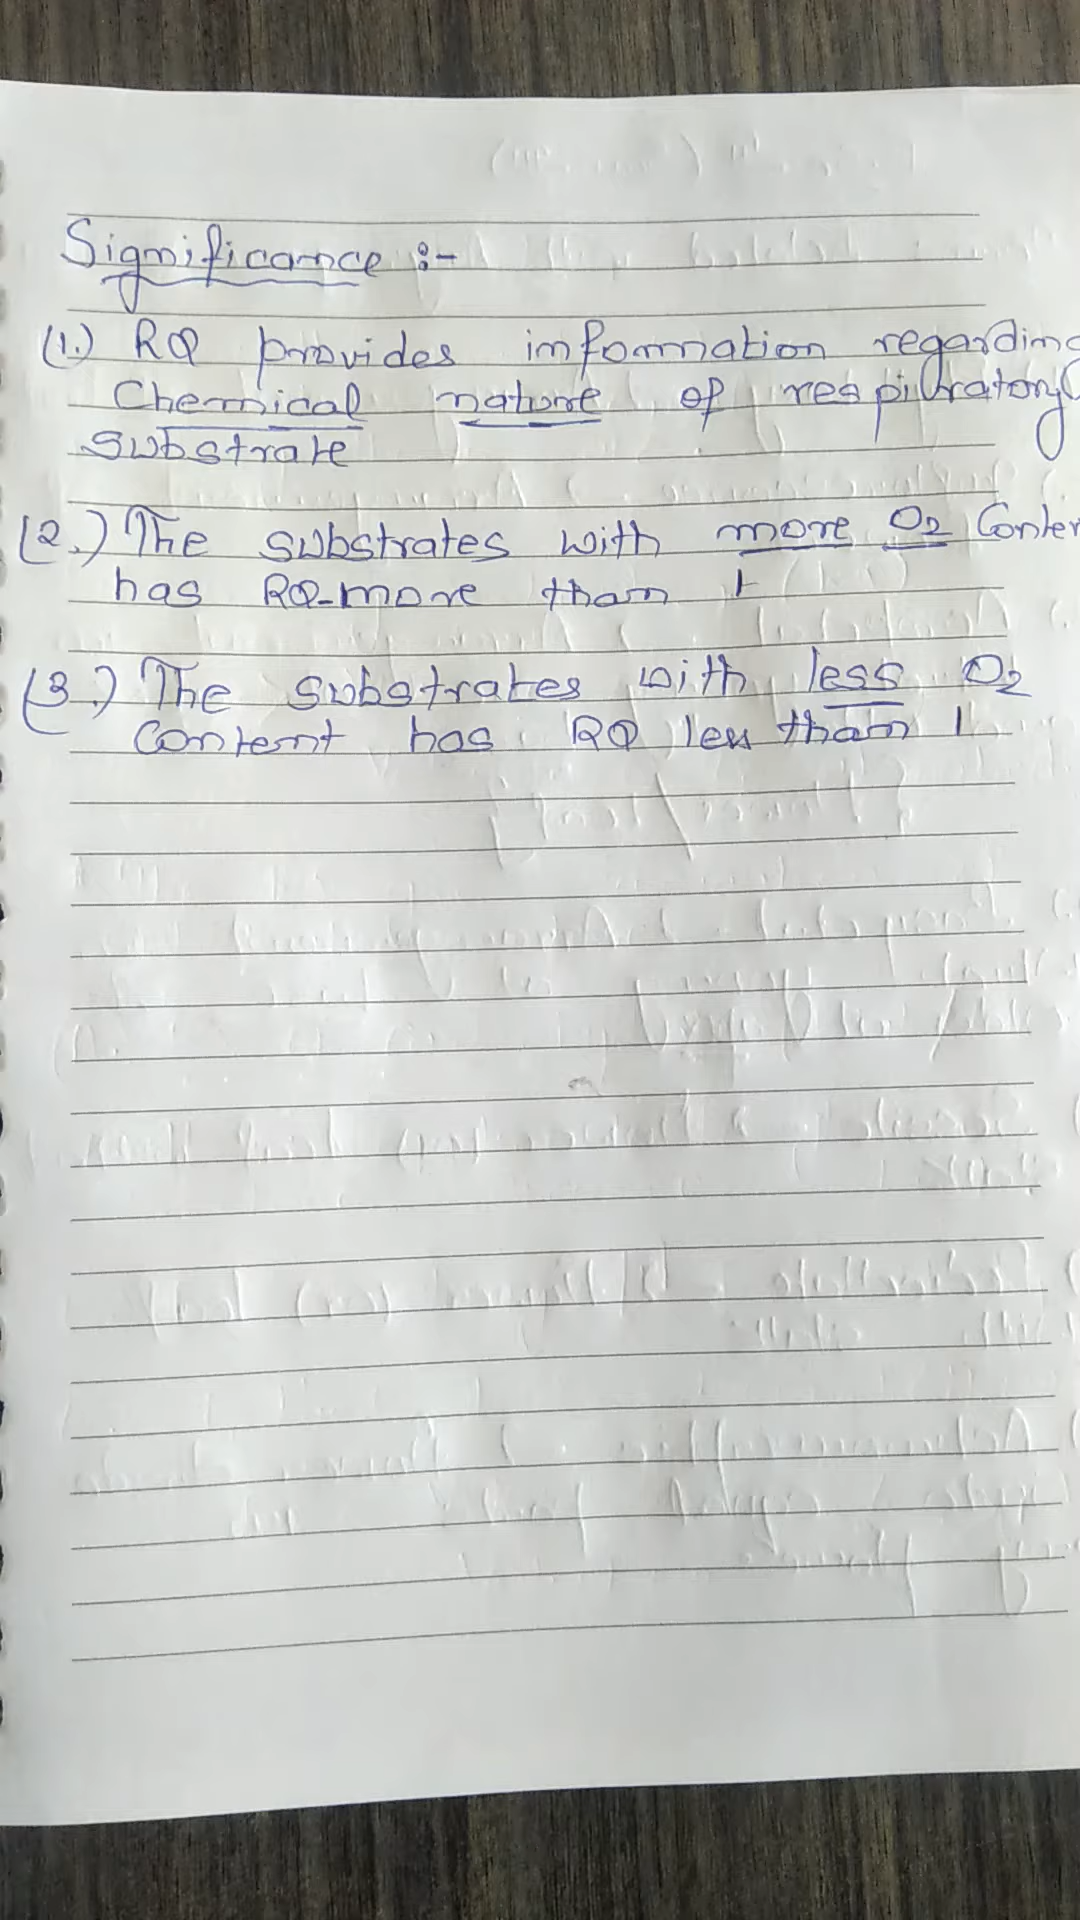 Significance :-
(1.) RQ provides information regarding
Chemical nature of respiratory
substrate
(2.) The substrates with more O2 Conten
has RQ-more than 1
(3.) The substrates with less O2
Content has RQ less than 1